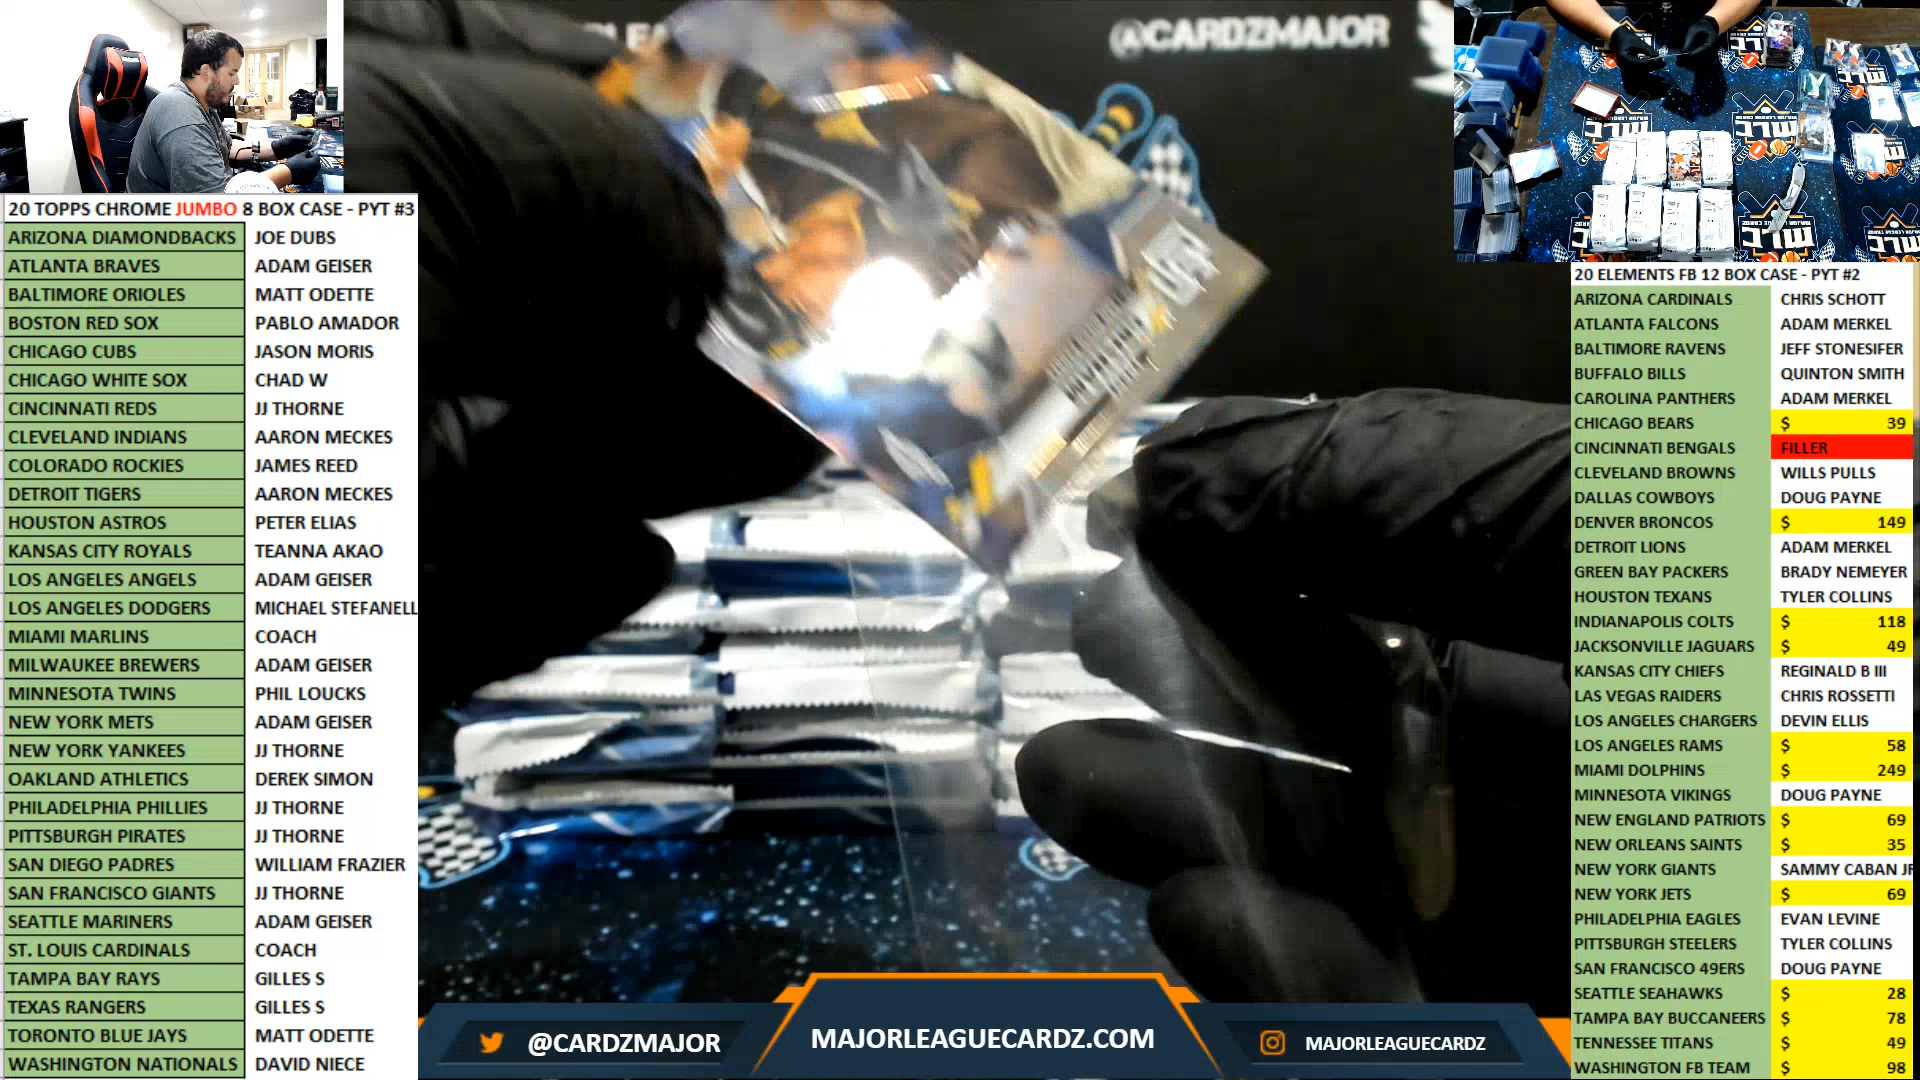 @CARDZMAJOR
20 TOPPS CHROME JUMBO 8 BOX CASE - PYT #3
ARIZONA DIAMONDBACKS JOE DUBS
ATLANTA BRAVES ADAM GEISER
BALTIMORE ORIOLES MATT ODETTE
BOSTON RED SOX PABLO AMADOR
CHICAGO CUBS JASON MORIS
CHICAGO WHITE SOX CHAD W
CINCINNATI REDS JJ THORNE
CLEVELAND INDIANS AARON MECKES
COLORADO ROCKIES JAMES REED
DETROIT TIGERS AARON MECKES
HOUSTON ASTROS PETER ELIAS
KANSAS CITY ROYALS TEANNA AKAO
LOS ANGELES ANGELS ADAM GEISER
LOS ANGELES DODGERS MICHAEL STEFANELL
MIAMI MARLINS COACH
MILWAUKEE BREWERS ADAM GEISER
MINNESOTA TWINS PHIL LOUCKS
NEW YORK METS ADAM GEISER
NEW YORK YANKEES JJ THORNE
OAKLAND ATHLETICS DEREK SIMON
PHILADELPHIA PHILLIES JJ THORNE
PITTSBURGH PIRATES JJ THORNE
SAN DIEGO PADRES WILLIAM FRAZIER
SAN FRANCISCO GIANTS JJ THORNE
SEATTLE MARINERS ADAM GEISER
ST. LOUIS CARDINALS COACH
TAMPA BAY RAYS GILLES S
TEXAS RANGERS GILLES S
TORONTO BLUE JAYS MATT ODETTE
WASHINGTON NATIONALS DAVID NIECE
@CARDZMAJOR
MAJORLEAGUECARDZ.COM
MAJORLEAGUECARDZ
20 ELEMENTS FB 12 BOX CASE - PYT #2
ARIZONA CARDINALS CHRIS SCHOTT
ATLANTA FALCONS ADAM MERKEL
BALTIMORE RAVENS JEFF STONESIFER
BUFFALO BILLS QUINTON SMITH
CAROLINA PANTHERS ADAM MERKEL
CHICAGO BEARS $ 39
CINCINNATI BENGALS FILLER
CLEVELAND BROWNS WILLS PULLS
DALLAS COWBOYS DOUG PAYNE
DENVER BRONCOS $ 149
DETROIT LIONS ADAM MERKEL
GREEN BAY PACKERS BRADY NEMEYER
HOUSTON TEXANS TYLER COLLINS
INDIANAPOLIS COLTS $ 118
JACKSONVILLE JAGUARS $ 49
KANSAS CITY CHIEFS REGINALD B III
LAS VEGAS RAIDERS CHRIS ROSSETTI
LOS ANGELES CHARGERS DEVIN ELLIS
LOS ANGELES RAMS $ 58
MIAMI DOLPHINS $ 249
MINNESOTA VIKINGS DOUG PAYNE
NEW ENGLAND PATRIOTS $ 69
NEW ORLEANS SAINTS $ 35
NEW YORK GIANTS SAMMY CABAN JR
NEW YORK JETS $ 69
PHILADELPHIA EAGLES EVAN LEVINE
PITTSBURGH STEELERS TYLER COLLINS
SAN FRANCISCO 49ERS DOUG PAYNE
SEATTLE SEAHAWKS $ 28
TAMPA BAY BUCCANEERS $ 78
TENNESSEE TITANS $ 49
WASHINGTON FB TEAM $ 98